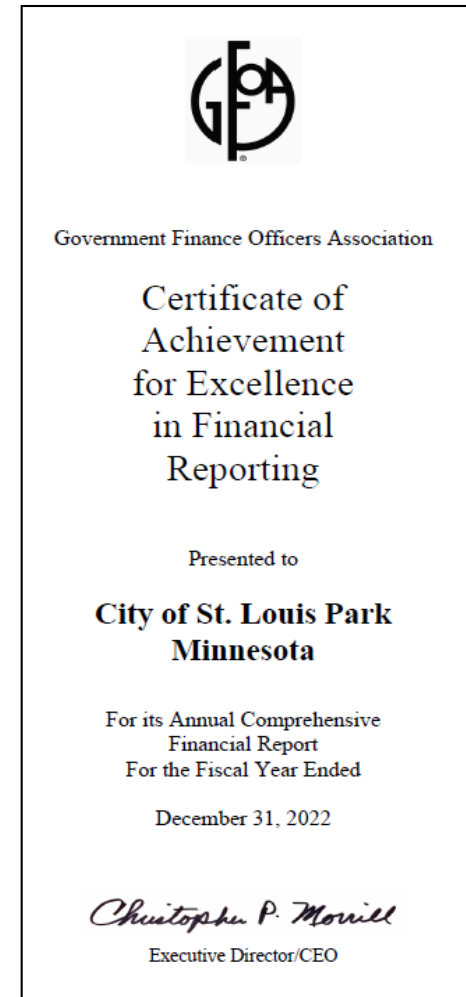 GFOA
®
Government Finance Officers Association
Certificate of
Achievement
for Excellence
in Financial
Reporting
Presented to
City of St. Louis Park
Minnesota
For its Annual Comprehensive
Financial Report
For the Fiscal Year Ended
December 31, 2022
Christopher P. Morrill
Executive Director/CEO